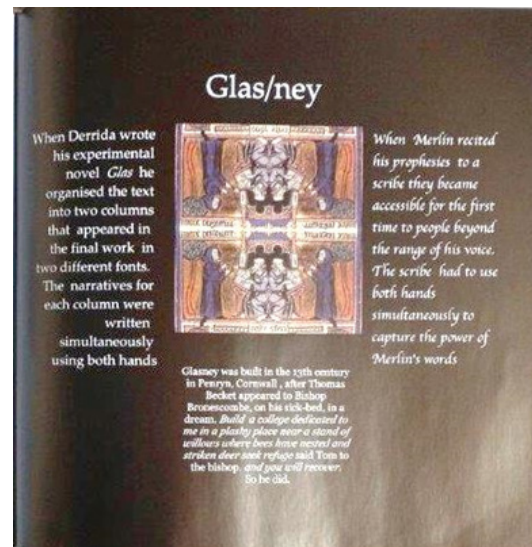 Glas/ney
When Derrida wrote
his experimental
novel Glas he
organised the text
into two columns
that appeared in
the final work in
two different fonts.
The narratives for
each column were
written
simultaneously
using both hands
When Merlin recited
his prophesies to a
scribe they became
accessible for the first
time to people beyond
the range of his voice.
The scribe had to use
both hands
simultaneously to
capture the power of
Merlin's words
Glasney was built in the 13th century
in Penryn, Cornwall , after Thomas
Becket appeared to Bishop
Bronescombe, on his sick-bed, in a
dream. Build a college dedicated to
me in a plashy place near a stand of
willows where bees have nested and
striken deer seek refuge said Tom to
the bishop. and you will recover.
So he did.